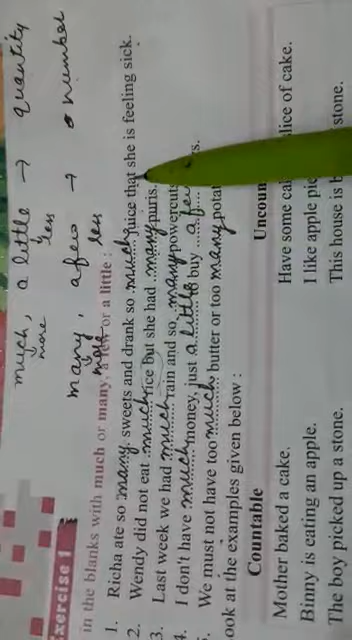 much, a little → quantity
more less
many, a few → number
more less
Exercise 1
in the blanks with much or many, a few or a little :
1. Richa ate so many sweets and drank so much juice that she is feeling sick.
2. Wendy did not eat much rice but she had many puris.
3. Last week we had much rain and so many powercuts
4. I don't have much money, just a little to buy a few
We must not have too much butter or too many potat
ook at the examples given below :
Countable Uncoun
Mother baked a cake. Have some ca slice of cake.
Binny is eating an apple. I like apple pie
The boy picked up a stone. This house is b stone.